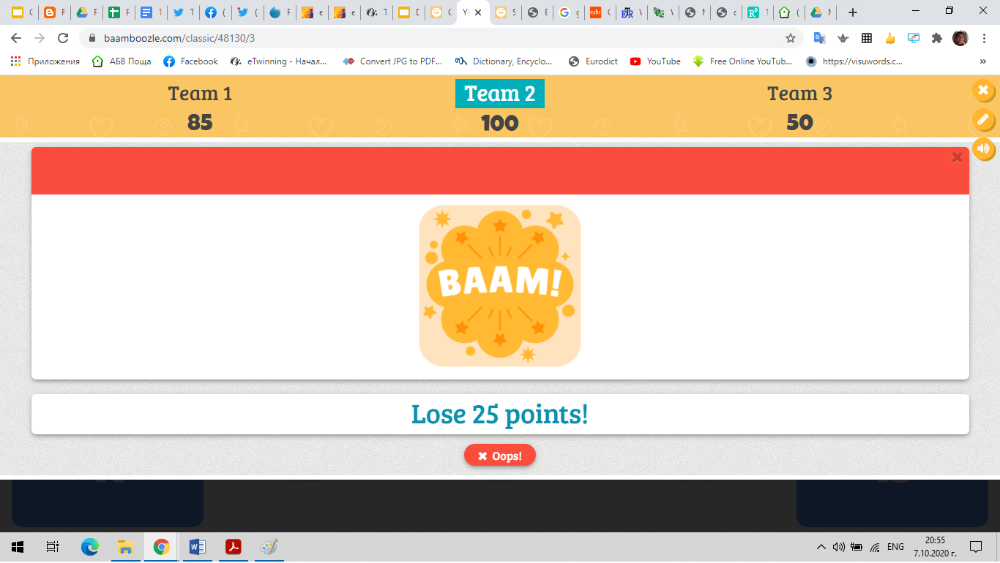 baamboozle.com/classic/48130/3
Приложения АБВ Поща Facebook eTwinning - Начал... Convert JPG to PDF... Dictionary, Encyclo... Eurodict YouTube Free Online YouTub... https://visuwords.c... »
Team 1 Team 2 Team 3
85 100 50
BAAM!
Lose 25 points!
Oops!
ENG
20:55
7.10.2020 г.